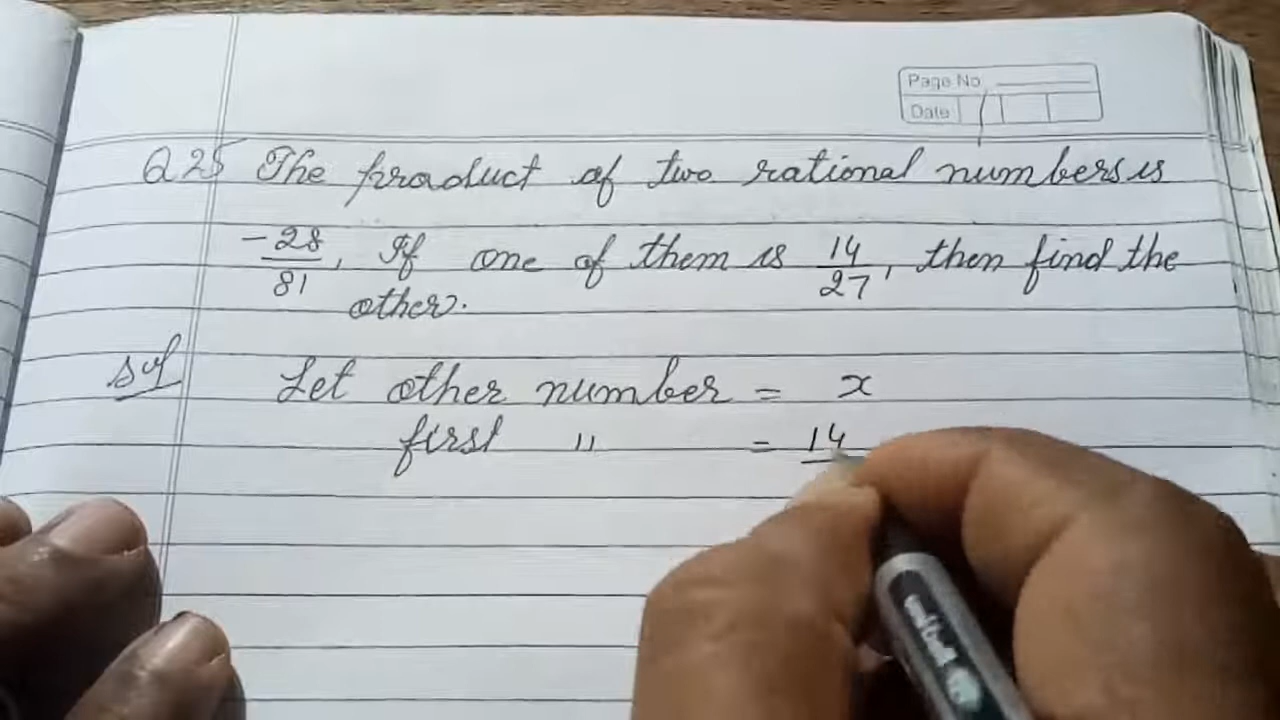 Page No.
Date
Q 25 The product of two rational numbers is
-28/81, If one of them is 14/27, then find the
other.
Sol Let other number = x
first " = 14